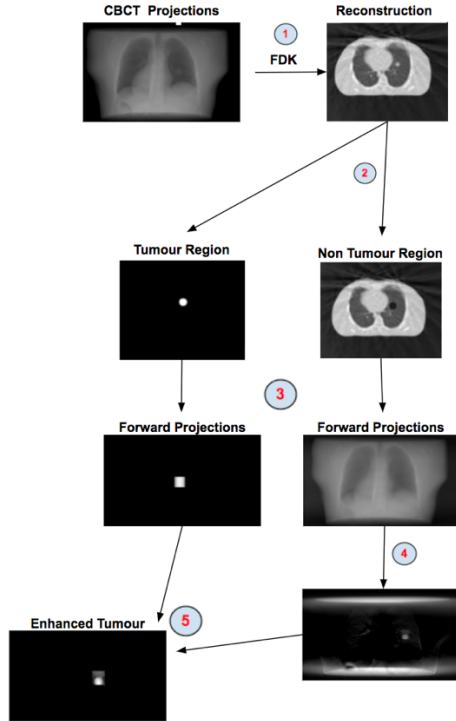 CBCT Projections
Reconstruction
1
FDK
2
Tumour Region
Non Tumour Region
3
Forward Projections
Forward Projections
4
5
Enhanced Tumour